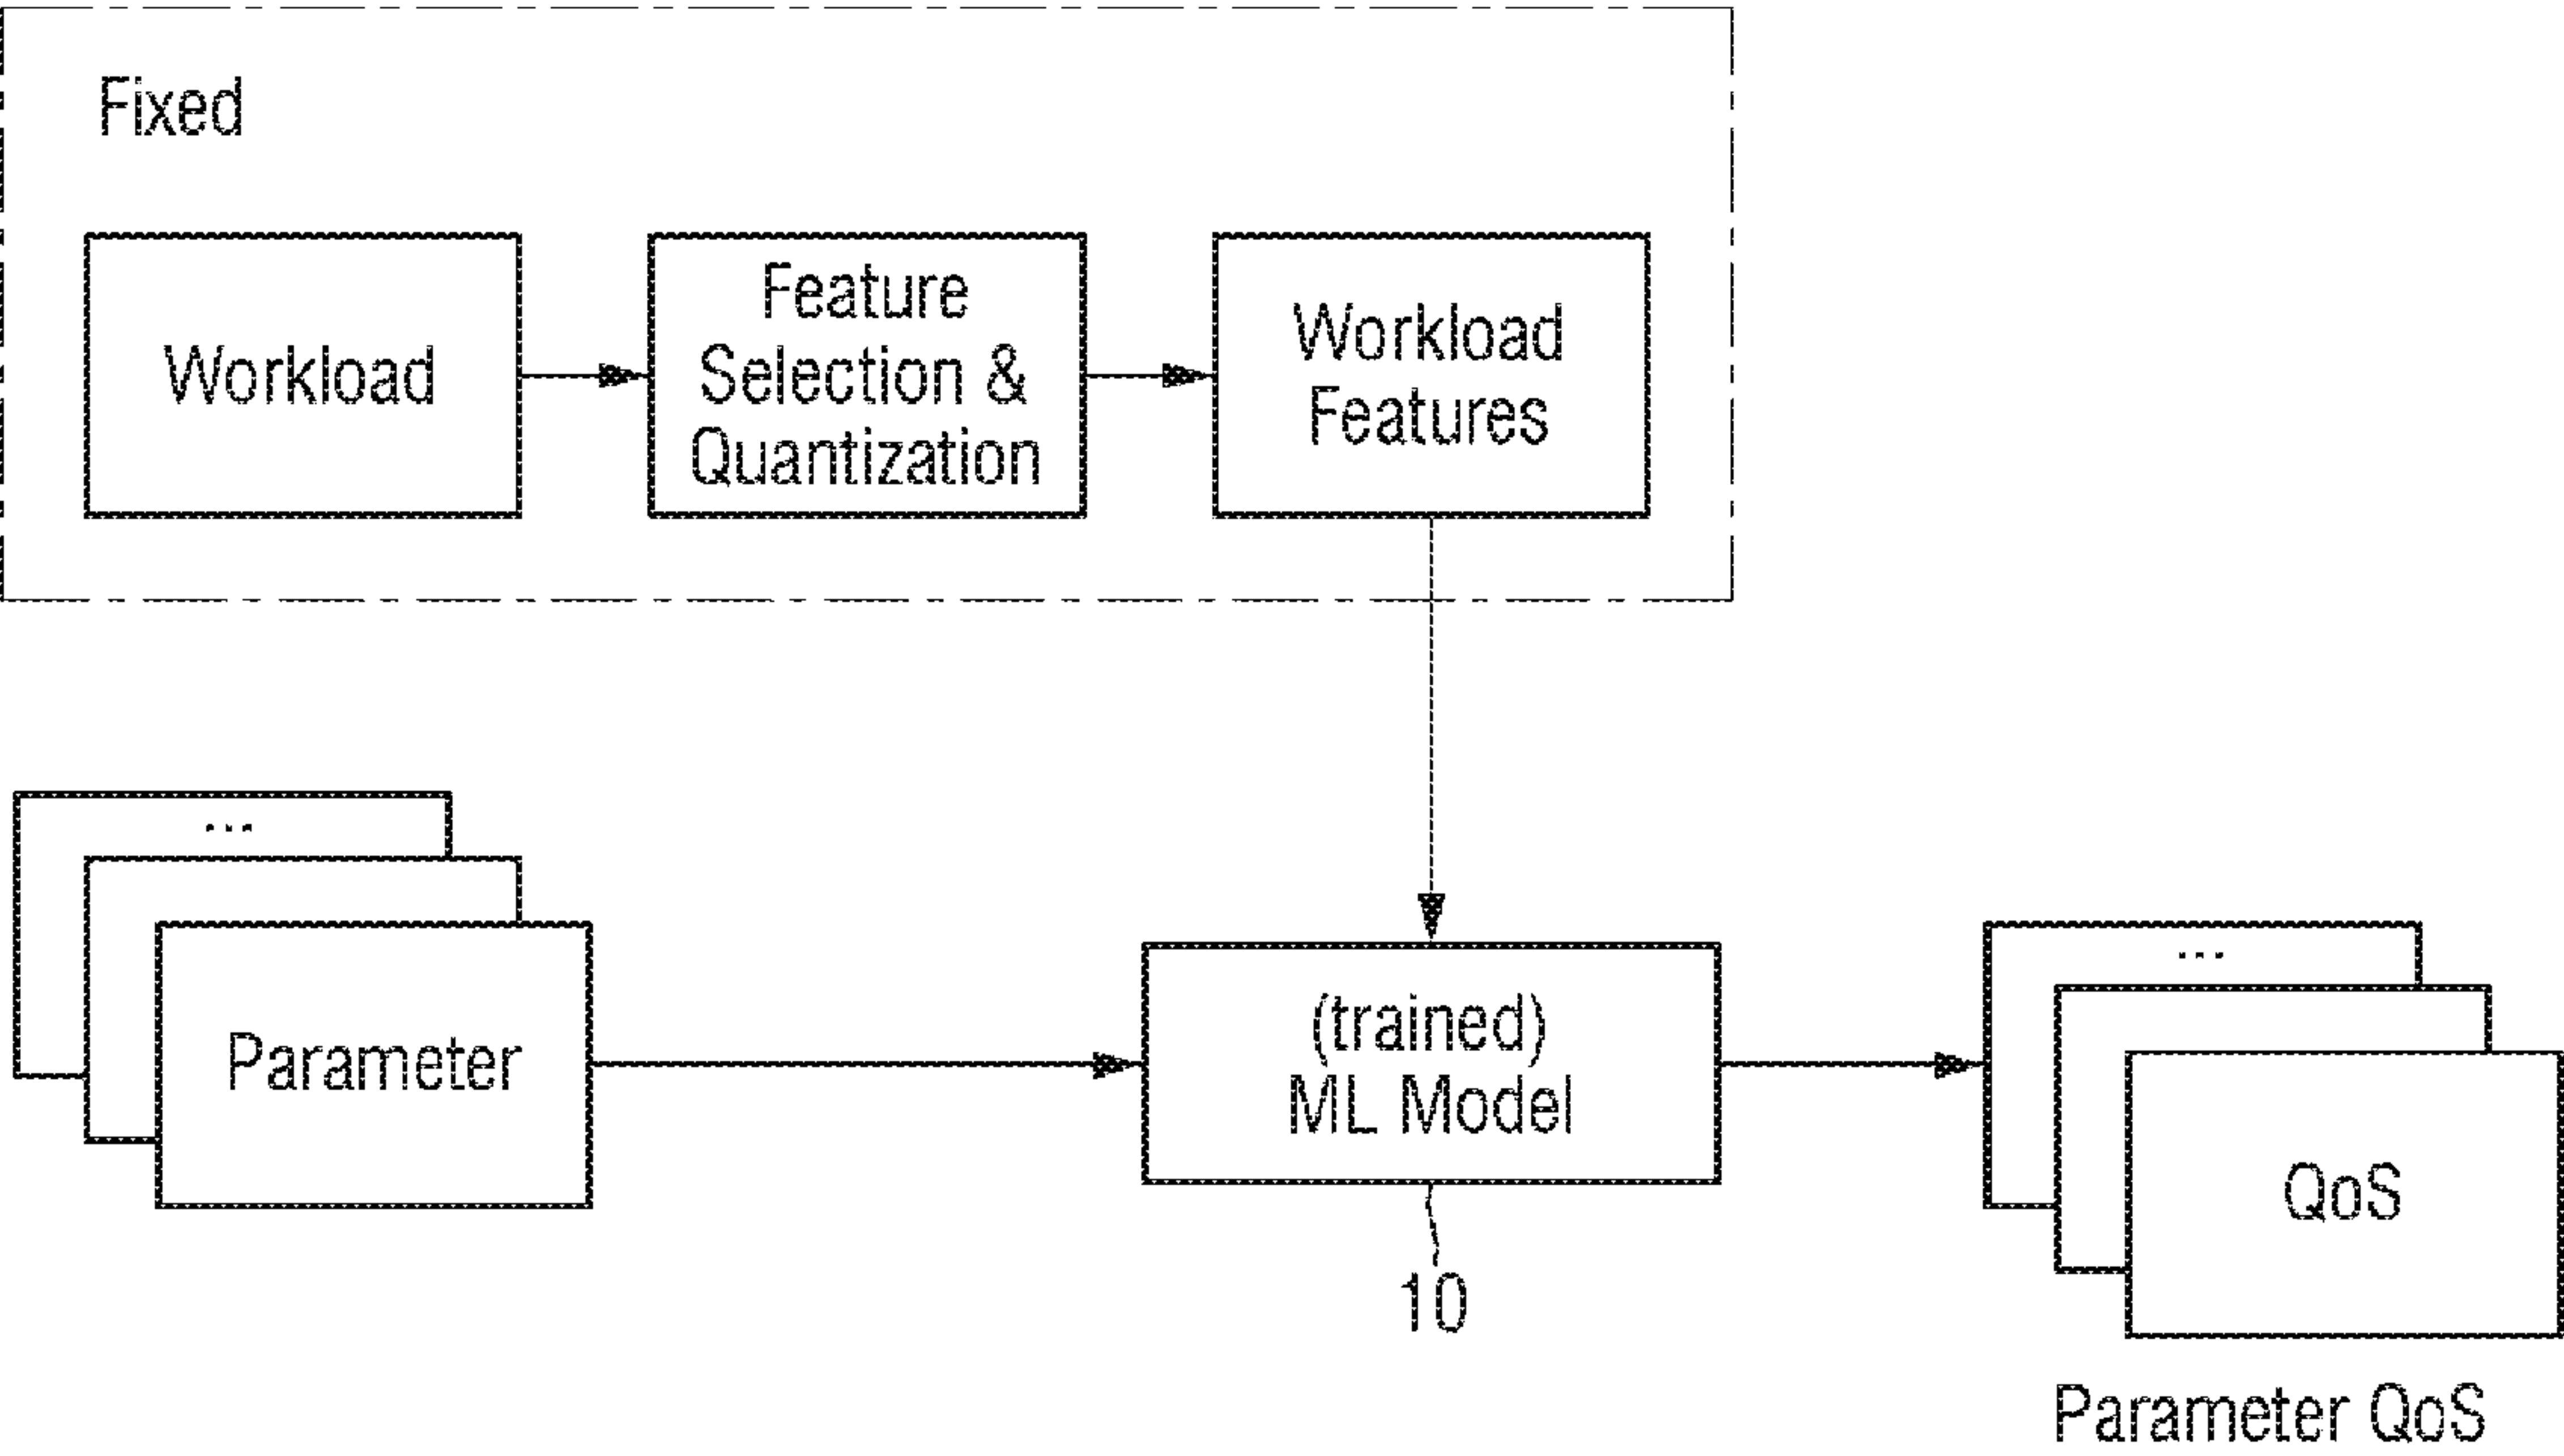 Fixed
Workload
Feature
Selection &
Quantization
Workload
Features
...
Parameter
(trained)
ML Model
10
...
QoS
Parameter QoS